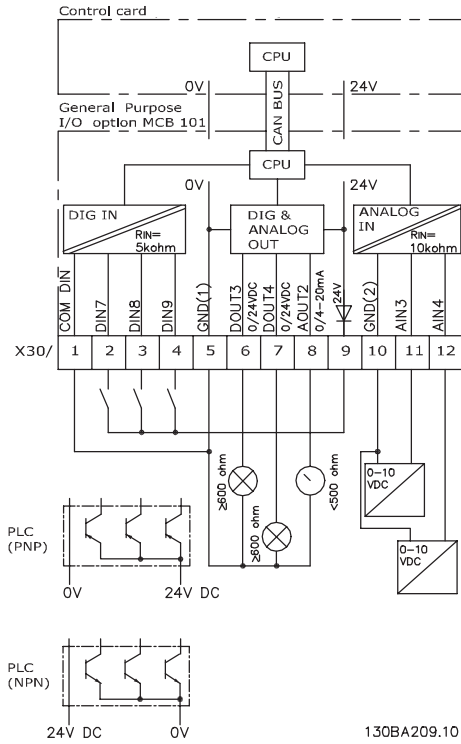 Control card
CPU
0V
24V
CAN BUS
General Purpose
I/O option MCB 101
CPU
0V
24V
DIG IN
RIN=
5kohm
DIG &
ANALOG
OUT
ANALOG
IN
RIN=
10kohm
COM DIN
DIN7
DIN8
DIN9
GND(1)
DOUT3
0/24VDC
DOUT4
0/24VDC
AOUT2
0/4-20mA
24V
GND(2)
AIN3
AIN4
X30/ 1 2 3 4 5 6 7 8 9 10 11 12
≥600 ohm
≥600 ohm
<500 ohm
0-10
VDC
0-10
VDC
PLC
(PNP)
0V
24V DC
PLC
(NPN)
24V DC
0V
130BA209.10